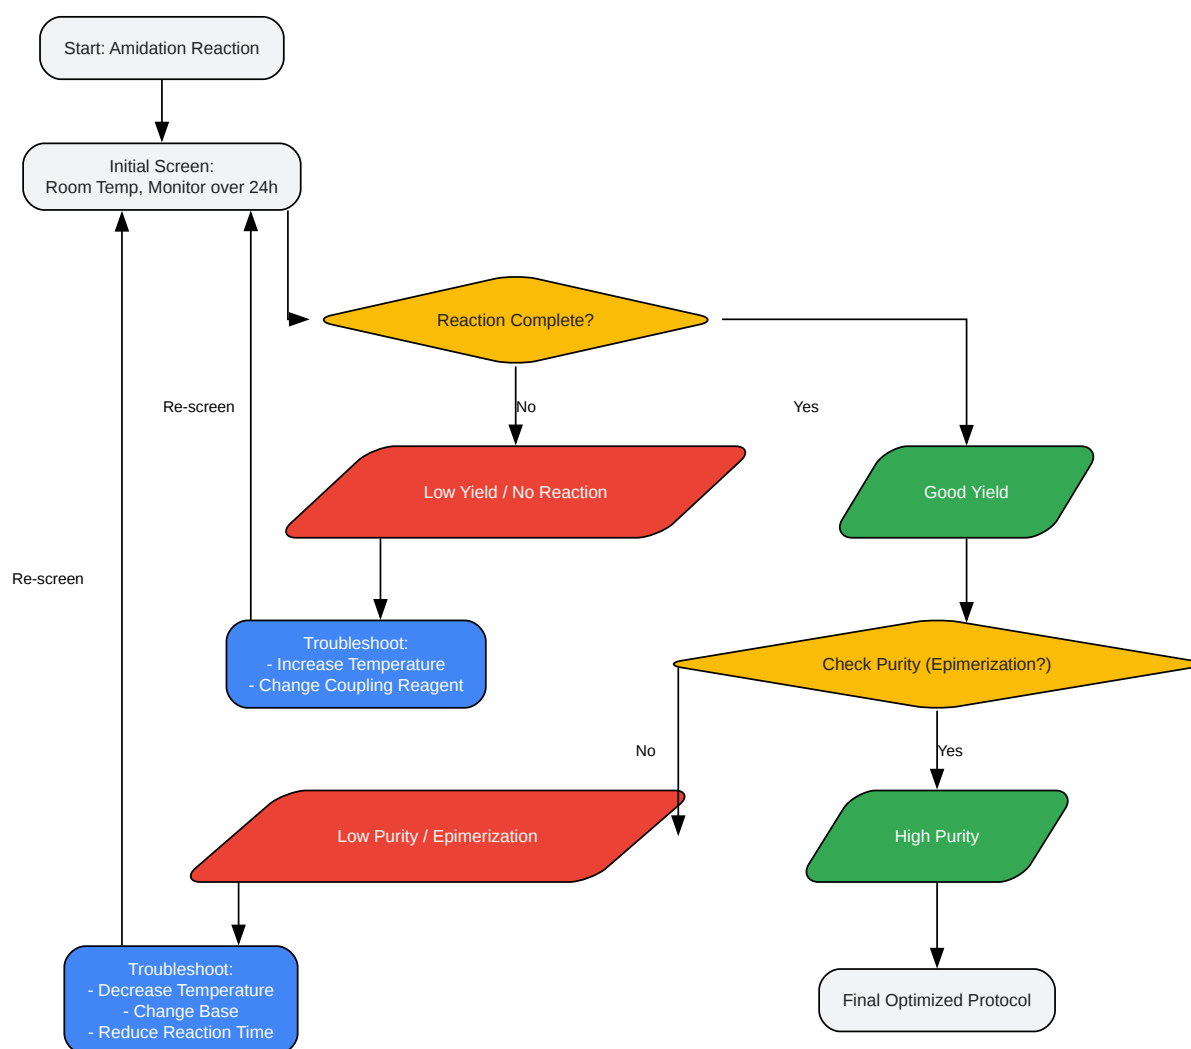 Start: Amidation Reaction
Initial Screen:
Room Temp, Monitor over 24h
Reaction Complete?
Re-screen
No
Yes
Low Yield / No Reaction
Good Yield
Re-screen
Troubleshoot:
- Increase Temperature
- Change Coupling Reagent
Check Purity (Epimerization?)
No
Yes
Low Purity / Epimerization
High Purity
Troubleshoot:
- Decrease Temperature
- Change Base
- Reduce Reaction Time
Final Optimized Protocol